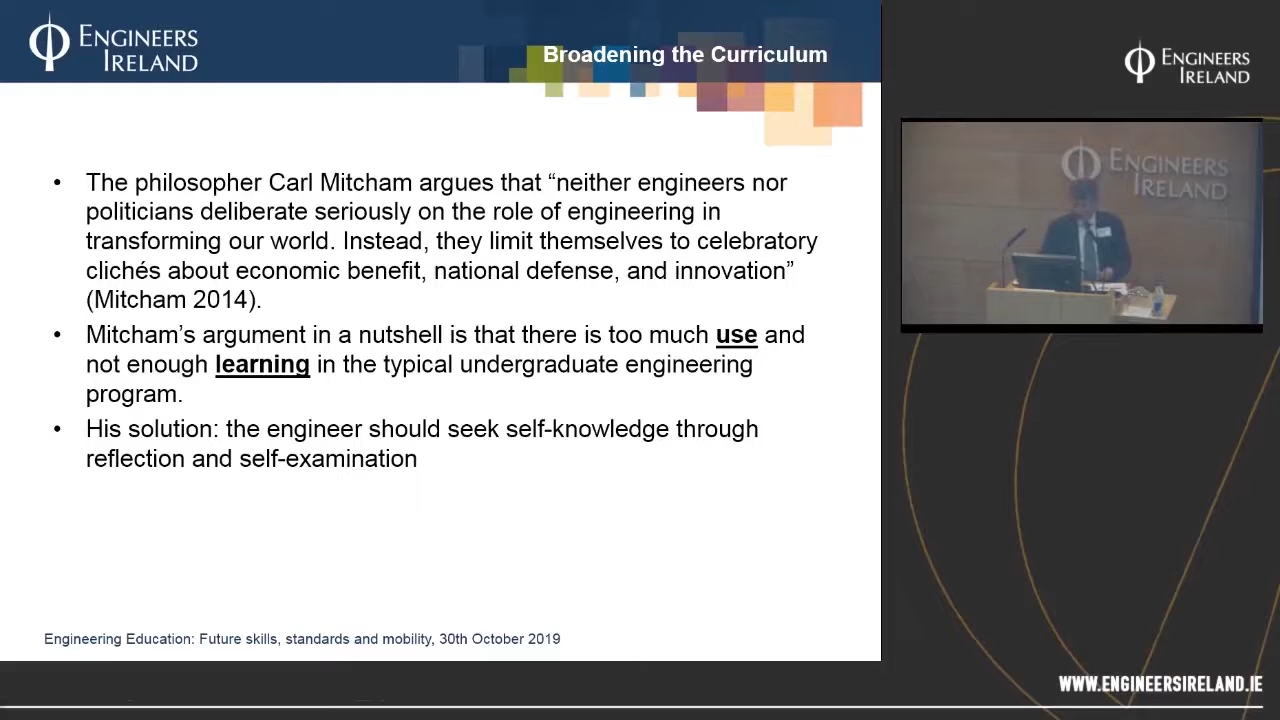 ENGINEERS
IRELAND
Broadening the Curriculum
ENGINEERS
IRELAND
ENGINEERS
IRELAND
• The philosopher Carl Mitcham argues that “neither engineers nor
politicians deliberate seriously on the role of engineering in
transforming our world. Instead, they limit themselves to celebratory
clichés about economic benefit, national defense, and innovation”
(Mitcham 2014).
• Mitcham’s argument in a nutshell is that there is too much use and
not enough learning in the typical undergraduate engineering
program.
• His solution: the engineer should seek self-knowledge through
reflection and self-examination
Engineering Education: Future skills, standards and mobility, 30th October 2019
WWW.ENGINEERSIRELAND.IE